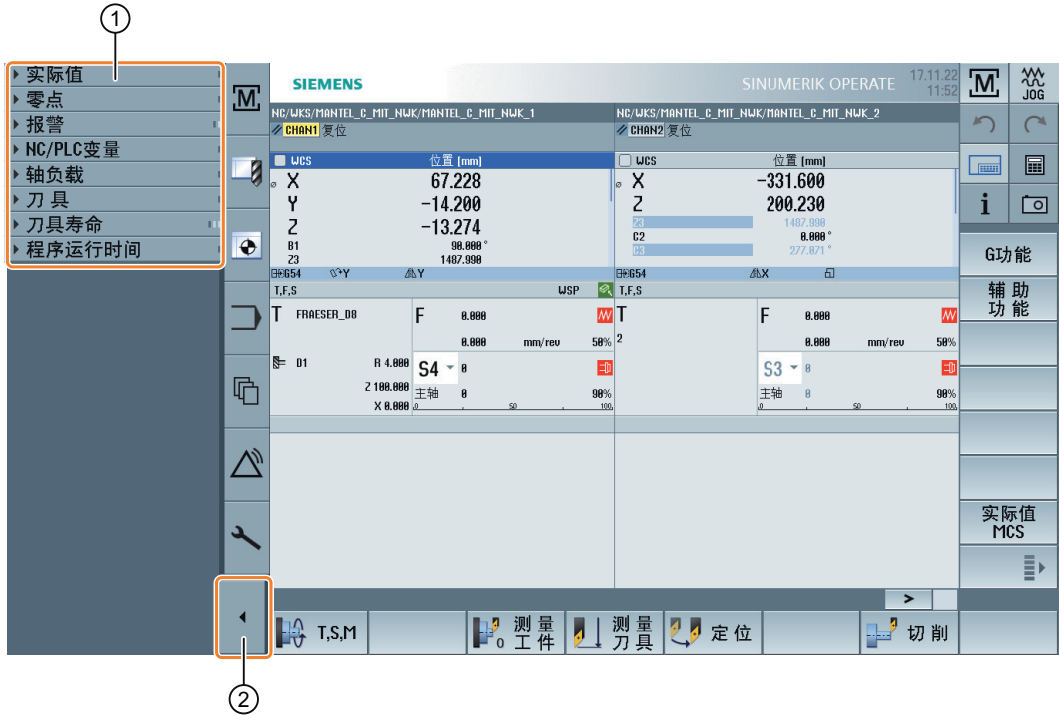 1
实际值
零点
报警
NC/PLC变量
轴负载
刀具
刀具寿命
程序运行时间
M
SIEMENS
SINUMERIK OPERATE
17.11.22
11:52
M
JOG
NC/WKS/MANTEL_C_MIT_NWK/MANTEL_C_MIT_NWK_1
CHAN1 复位
NC/WKS/MANTEL_C_MIT_NWK/MANTEL_C_MIT_NWK_2
CHAN2 复位
WCS 位置 [mm]
X 67.228
Y -14.200
Z -13.274
B1 90.000 °
Z3 1487.998
G54 Y Y
WCS 位置 [mm]
X -331.600
Z 200.230
Z3 1487.998
C2 0.000 °
C3 277.071 °
G54 X
T,F,S WSP
T FRAESER_D8
F 0.000
0.000 mm/rev 50%
D1 R 4.000
Z 100.000
X 0.000
S4 0
主轴 0 90%
0 50 100
T,F,S
T
2
F 0.000
0.000 mm/rev 50%
S3 0
主轴 0 90%
0 50 100
i
G功能
辅助
功能
实际值
MCS
>
T,S,M
测量
工件
0
测量
刀具
定位
切削
2